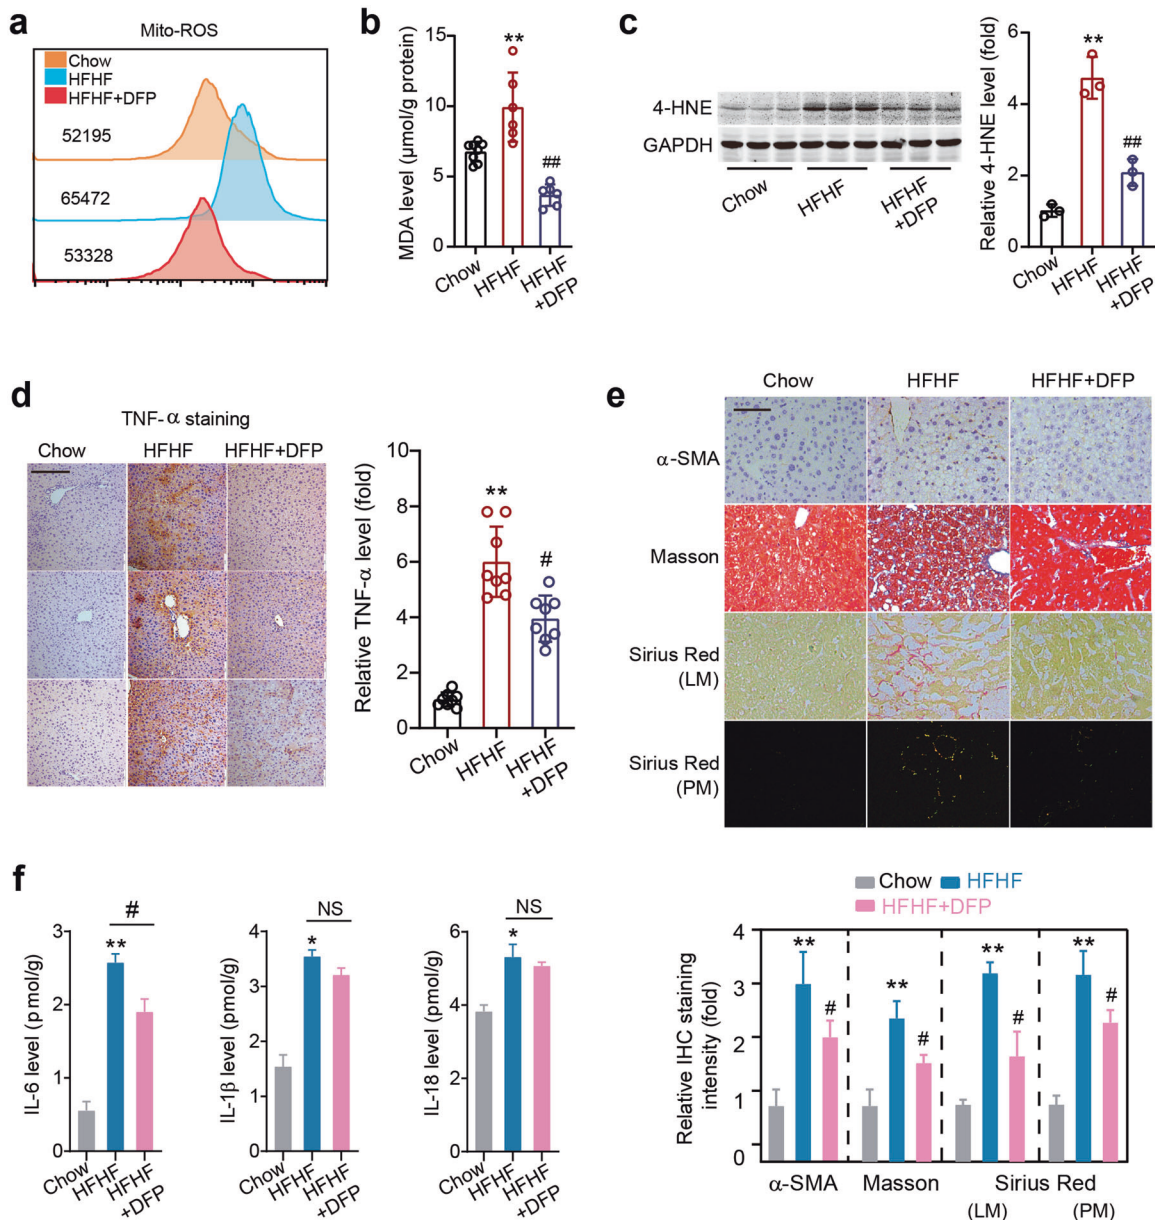 a
Mito-ROS
Chow
HFHF
HFHF+DFP
52195
65472
53328
b
MDA level (μmol/g protein)
15
10
5
0
**
##
Chow
HFHF
HFHF
+DFP
c
4-HNE
GAPDH
Chow
HFHF
HFHF
+DFP
Relative 4-HNE level (fold)
6
4
2
0
**
##
Chow
HFHF
HFHF
+DFP
d
TNF-α staining
Chow
HFHF
HFHF+DFP
Relative TNF-α level (fold)
10
8
6
4
2
0
**
#
Chow
HFHF
HFHF
+DFP
e
Chow
HFHF
HFHF+DFP
α-SMA
Masson
Sirius Red
(LM)
Sirius Red
(PM)
Chow
HFHF
HFHF+DFP
Relative IHC staining
intensity (fold)
4
3
2
1
0
**
#
**
#
**
#
**
#
α-SMA
Masson
Sirius Red
(LM)
(PM)
f
IL-6 level (pmol/g)
3
2
1
0
#
**
Chow
HFHF
HFHF
+DFP
IL-1β level (pmol/g)
4
3
2
1
0
NS
*
Chow
HFHF
HFHF
+DFP
IL-18 level (pmol/g)
6
4
2
0
NS
*
Chow
HFHF
HFHF
+DFP